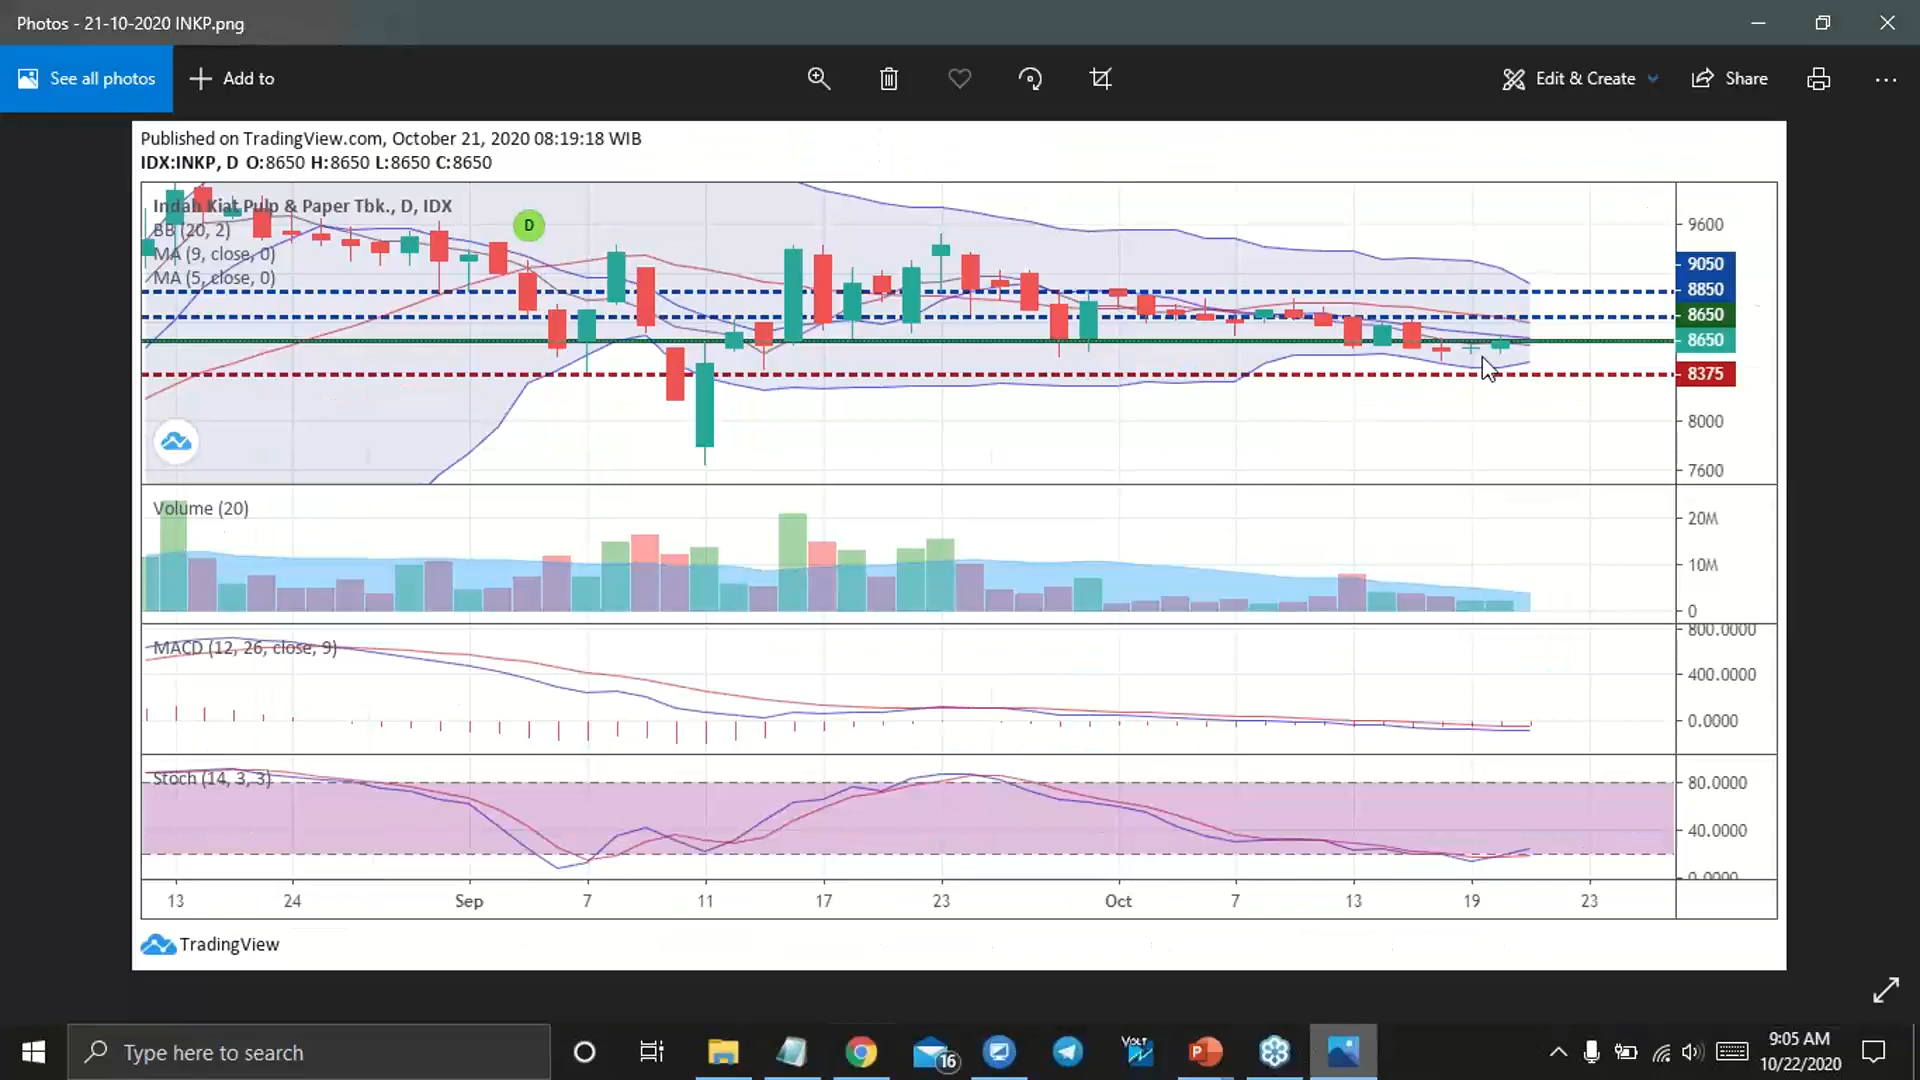 Photos - 21-10-2020 INKP.png
See all photos
Add to
Edit & Create
Share
Published on TradingView.com, October 21, 2020 08:19:18 WIB
IDX:INKP, D O:8650 H:8650 L:8650 C:8650
Indah Kiat Pulp & Paper Tbk., D, IDX
BB (20, 2)
MA (9, close, 0)
MA (5, close, 0)
D
9600
9050
8850
8650
8650
8375
8000
7600
Volume (20)
20M
10M
0
MACD (12, 26, close, 9)
800.0000
400.0000
0.0000
Stoch (14, 3, 3)
80.0000
40.0000
0.0000
13 24 Sep 7 11 17 23 Oct 7 13 19 23
TradingView
Type here to search
16
VOLT
P
9:05 AM
10/22/2020